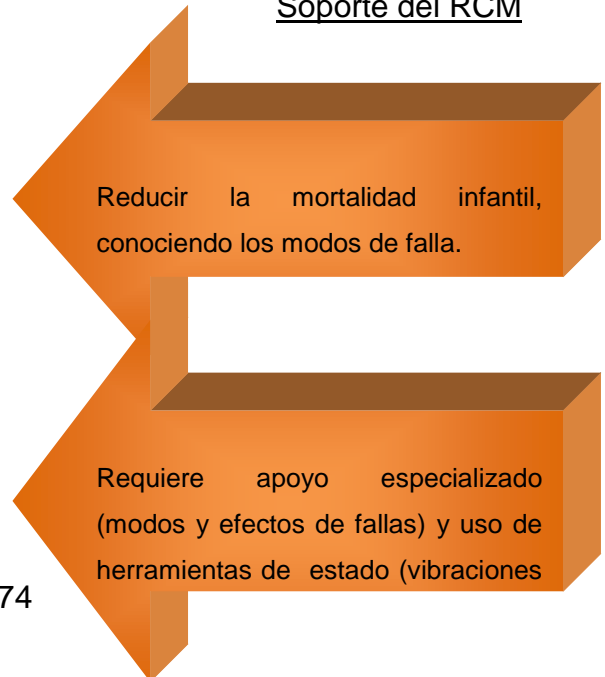 Soporte del RCM
Reducir la mortalidad infantil,
conociendo los modos de falla.
Requiere apoyo especializado
(modos y efectos de fallas) y uso de
herramientas de estado (vibraciones
74